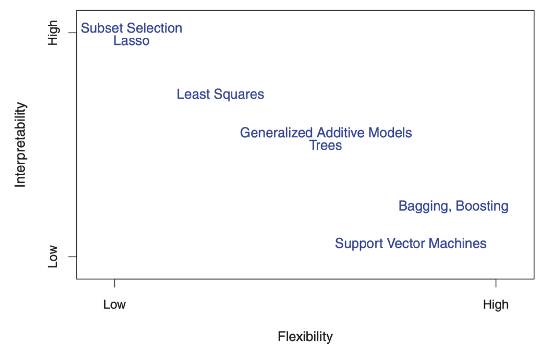 High
Subset Selection
Lasso
Least Squares
Generalized Additive Models
Trees
Bagging, Boosting
Support Vector Machines
Low
Interpretability
Low
High
Flexibility